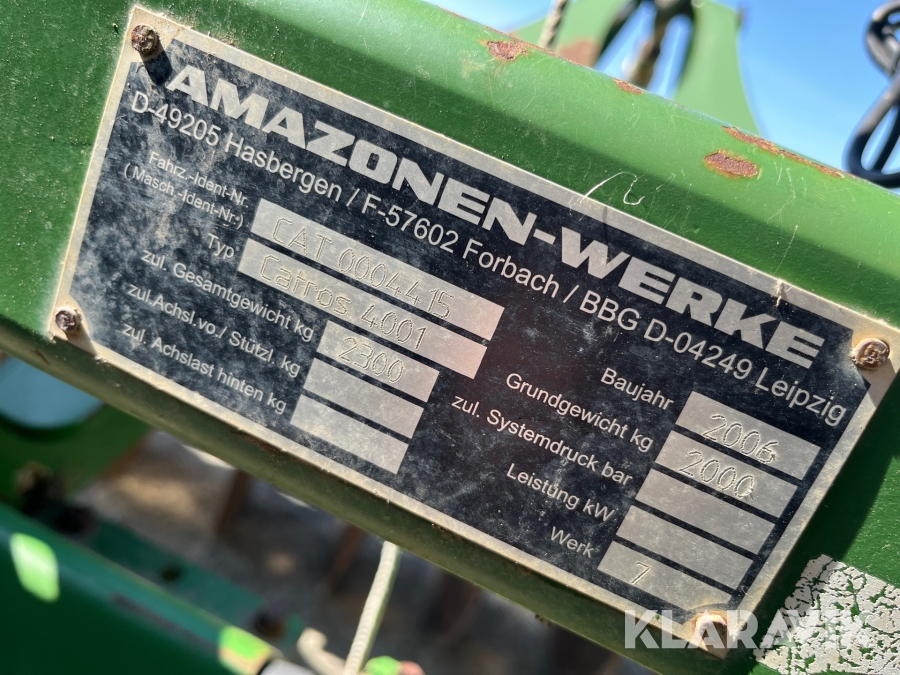 AMAZONEN-WERKE
D-49205 Hasbergen / F-57602 Forbach / BBG D-04249 Leipzig
Fahrz.-Ident-Nr.
(Masch.-Ident-Nr.) CAT 0004415
Typ Catros 4001
zul. Gesamtgewicht kg 2300
zul.Achsl.vo / Stützl. kg
zul. Achslast hinten kg
Baujahr 2006
Grundgewicht kg 2000
zul. Systemdruck bar
Leistung kW
Werk 7
KLARAVIK